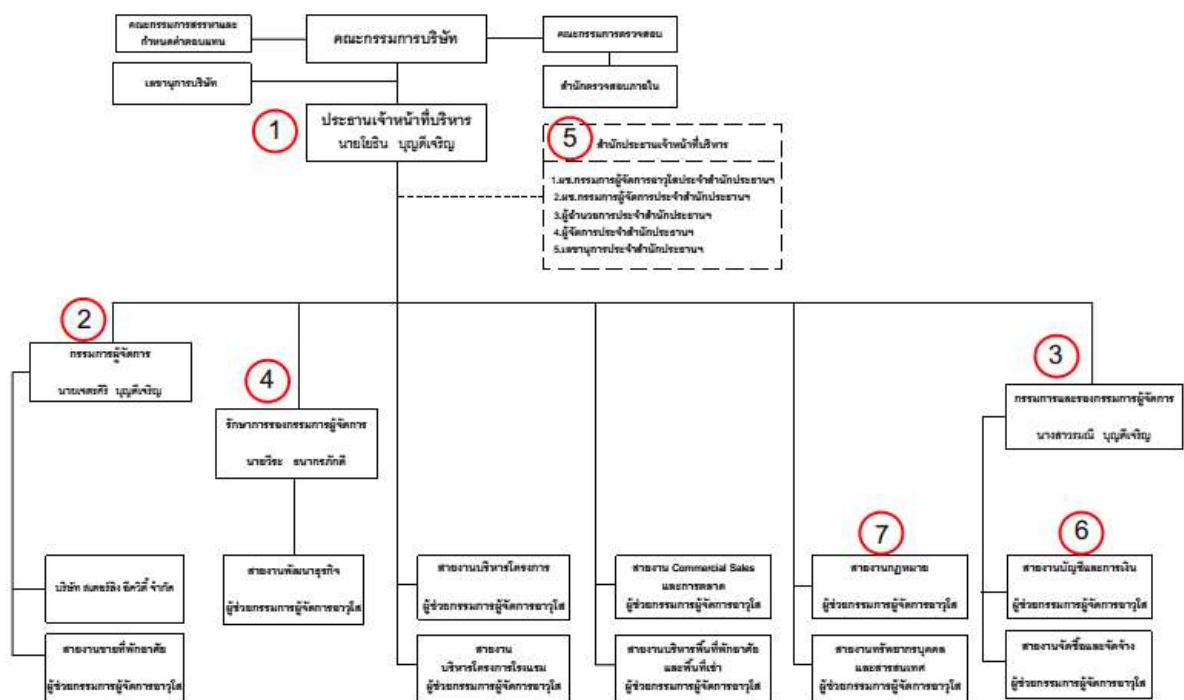 คณะกรรมการสรรหาและ
กำหนดค่าตอบแทน
คณะกรรมการบริษัท
คณะกรรมการตรวจสอบ
เลขานุการบริษัท
สำนักตรวจสอบภายใน
1
ประธานเจ้าหน้าที่บริหาร
นายโยธิน บุญดีเจริญ
5
สำนักประธานเจ้าหน้าที่บริหาร
1.ผช.กรรมการผู้จัดการอาวุโสประจำสำนักประธานฯ
2.ผช.กรรมการผู้จัดการประจำสำนักประธานฯ
3.ผู้อำนวยการประจำสำนักประธานฯ
4.ผู้จัดการประจำสำนักประธานฯ
5.เลขานุการประจำสำนักประธานฯ
2
กรรมการผู้จัดการ
นายเจตรศิริ บุญดีเจริญ
4
รักษาการรองกรรมการผู้จัดการ
นายวีระ ธนากรภักดี
3
กรรมการและรองกรรมการผู้จัดการ
นางสาวรมณี บุญดีเจริญ
บริษัท สเตอร์ลิง อีควิตี้ จำกัด
สายงานพัฒนาธุรกิจ
ผู้ช่วยกรรมการผู้จัดการอาวุโส
สายงานบริหารโครงการ
ผู้ช่วยกรรมการผู้จัดการอาวุโส
สายงาน Commercial Sales
และการตลาด
ผู้ช่วยกรรมการผู้จัดการอาวุโส
7
สายงานกฎหมาย
ผู้ช่วยกรรมการผู้จัดการอาวุโส
6
สายงานบัญชีและการเงิน
ผู้ช่วยกรรมการผู้จัดการอาวุโส
สายงานขายที่พักอาศัย
ผู้ช่วยกรรมการผู้จัดการอาวุโส
สายงาน
บริหารโครงการโรงแรม
ผู้ช่วยกรรมการผู้จัดการอาวุโส
สายงานบริหารพื้นที่พักอาศัย
และพื้นที่เช่า
ผู้ช่วยกรรมการผู้จัดการอาวุโส
สายงานทรัพยากรบุคคล
และสารสนเทศ
ผู้ช่วยกรรมการผู้จัดการอาวุโส
สายงานจัดซื้อและจัดจ้าง
ผู้ช่วยกรรมการผู้จัดการอาวุโส